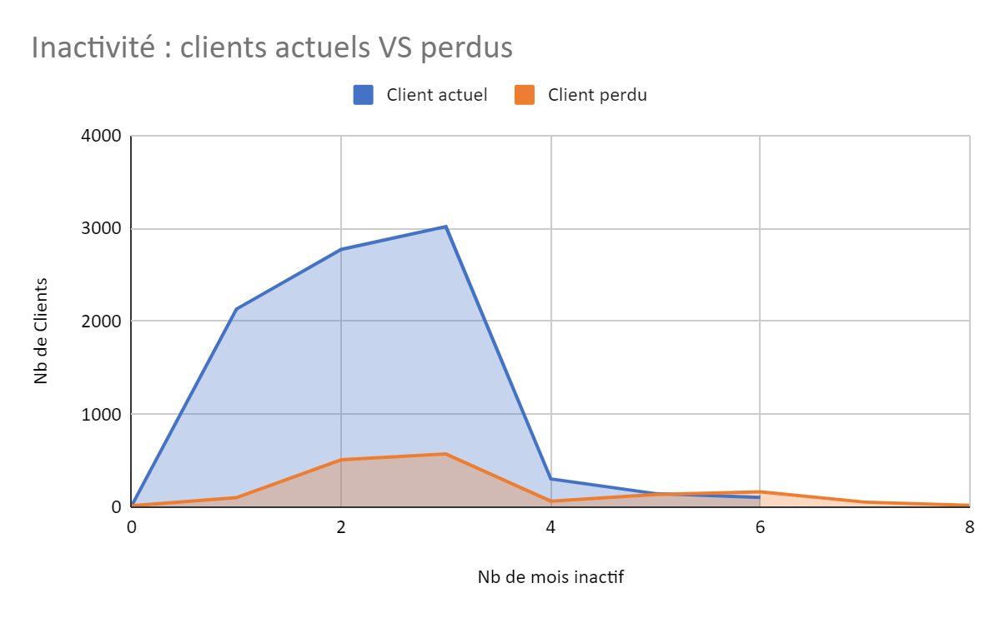 Inactivité : clients actuels VS perdus
Client actuel Client perdu
4000
3000
2000
1000
0
Nb de Clients
0 2 4 6 8
Nb de mois inactif